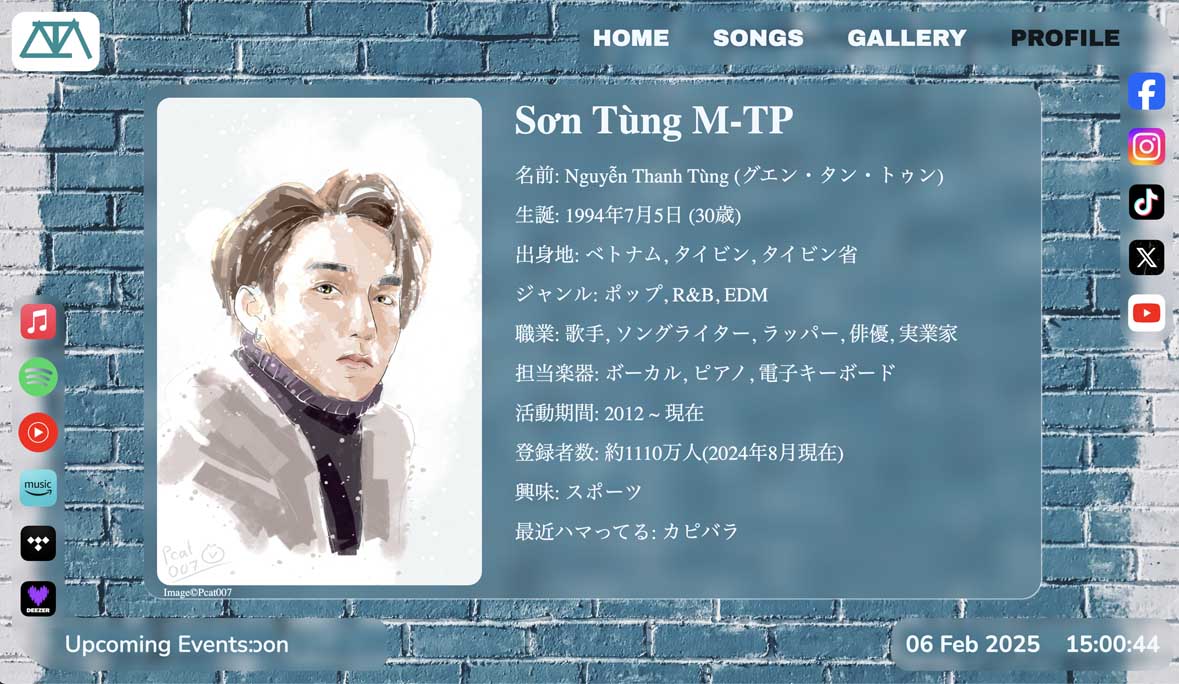 HOME SONGS GALLERY PROFILE
Sơn Tùng M-TP
名前: Nguyễn Thanh Tùng (グエン・タン・トゥン)
生誕: 1994年7月5日 (30歳)
出身地: ベトナム, タイビン, タイビン省
ジャンル: ポップ, R&B, EDM
職業: 歌手, ソングライター, ラッパー, 俳優, 実業家
担当楽器: ボーカル, ピアノ, 電子キーボード
活動期間: 2012 ~ 現在
登録者数: 約1110万人(2024年8月現在)
興味: スポーツ
最近ハマってる: カピバラ
Pcat
007
Image©Pcat007
music
DEEZER
Upcoming Events:oon
06 Feb 2025 15:00:44